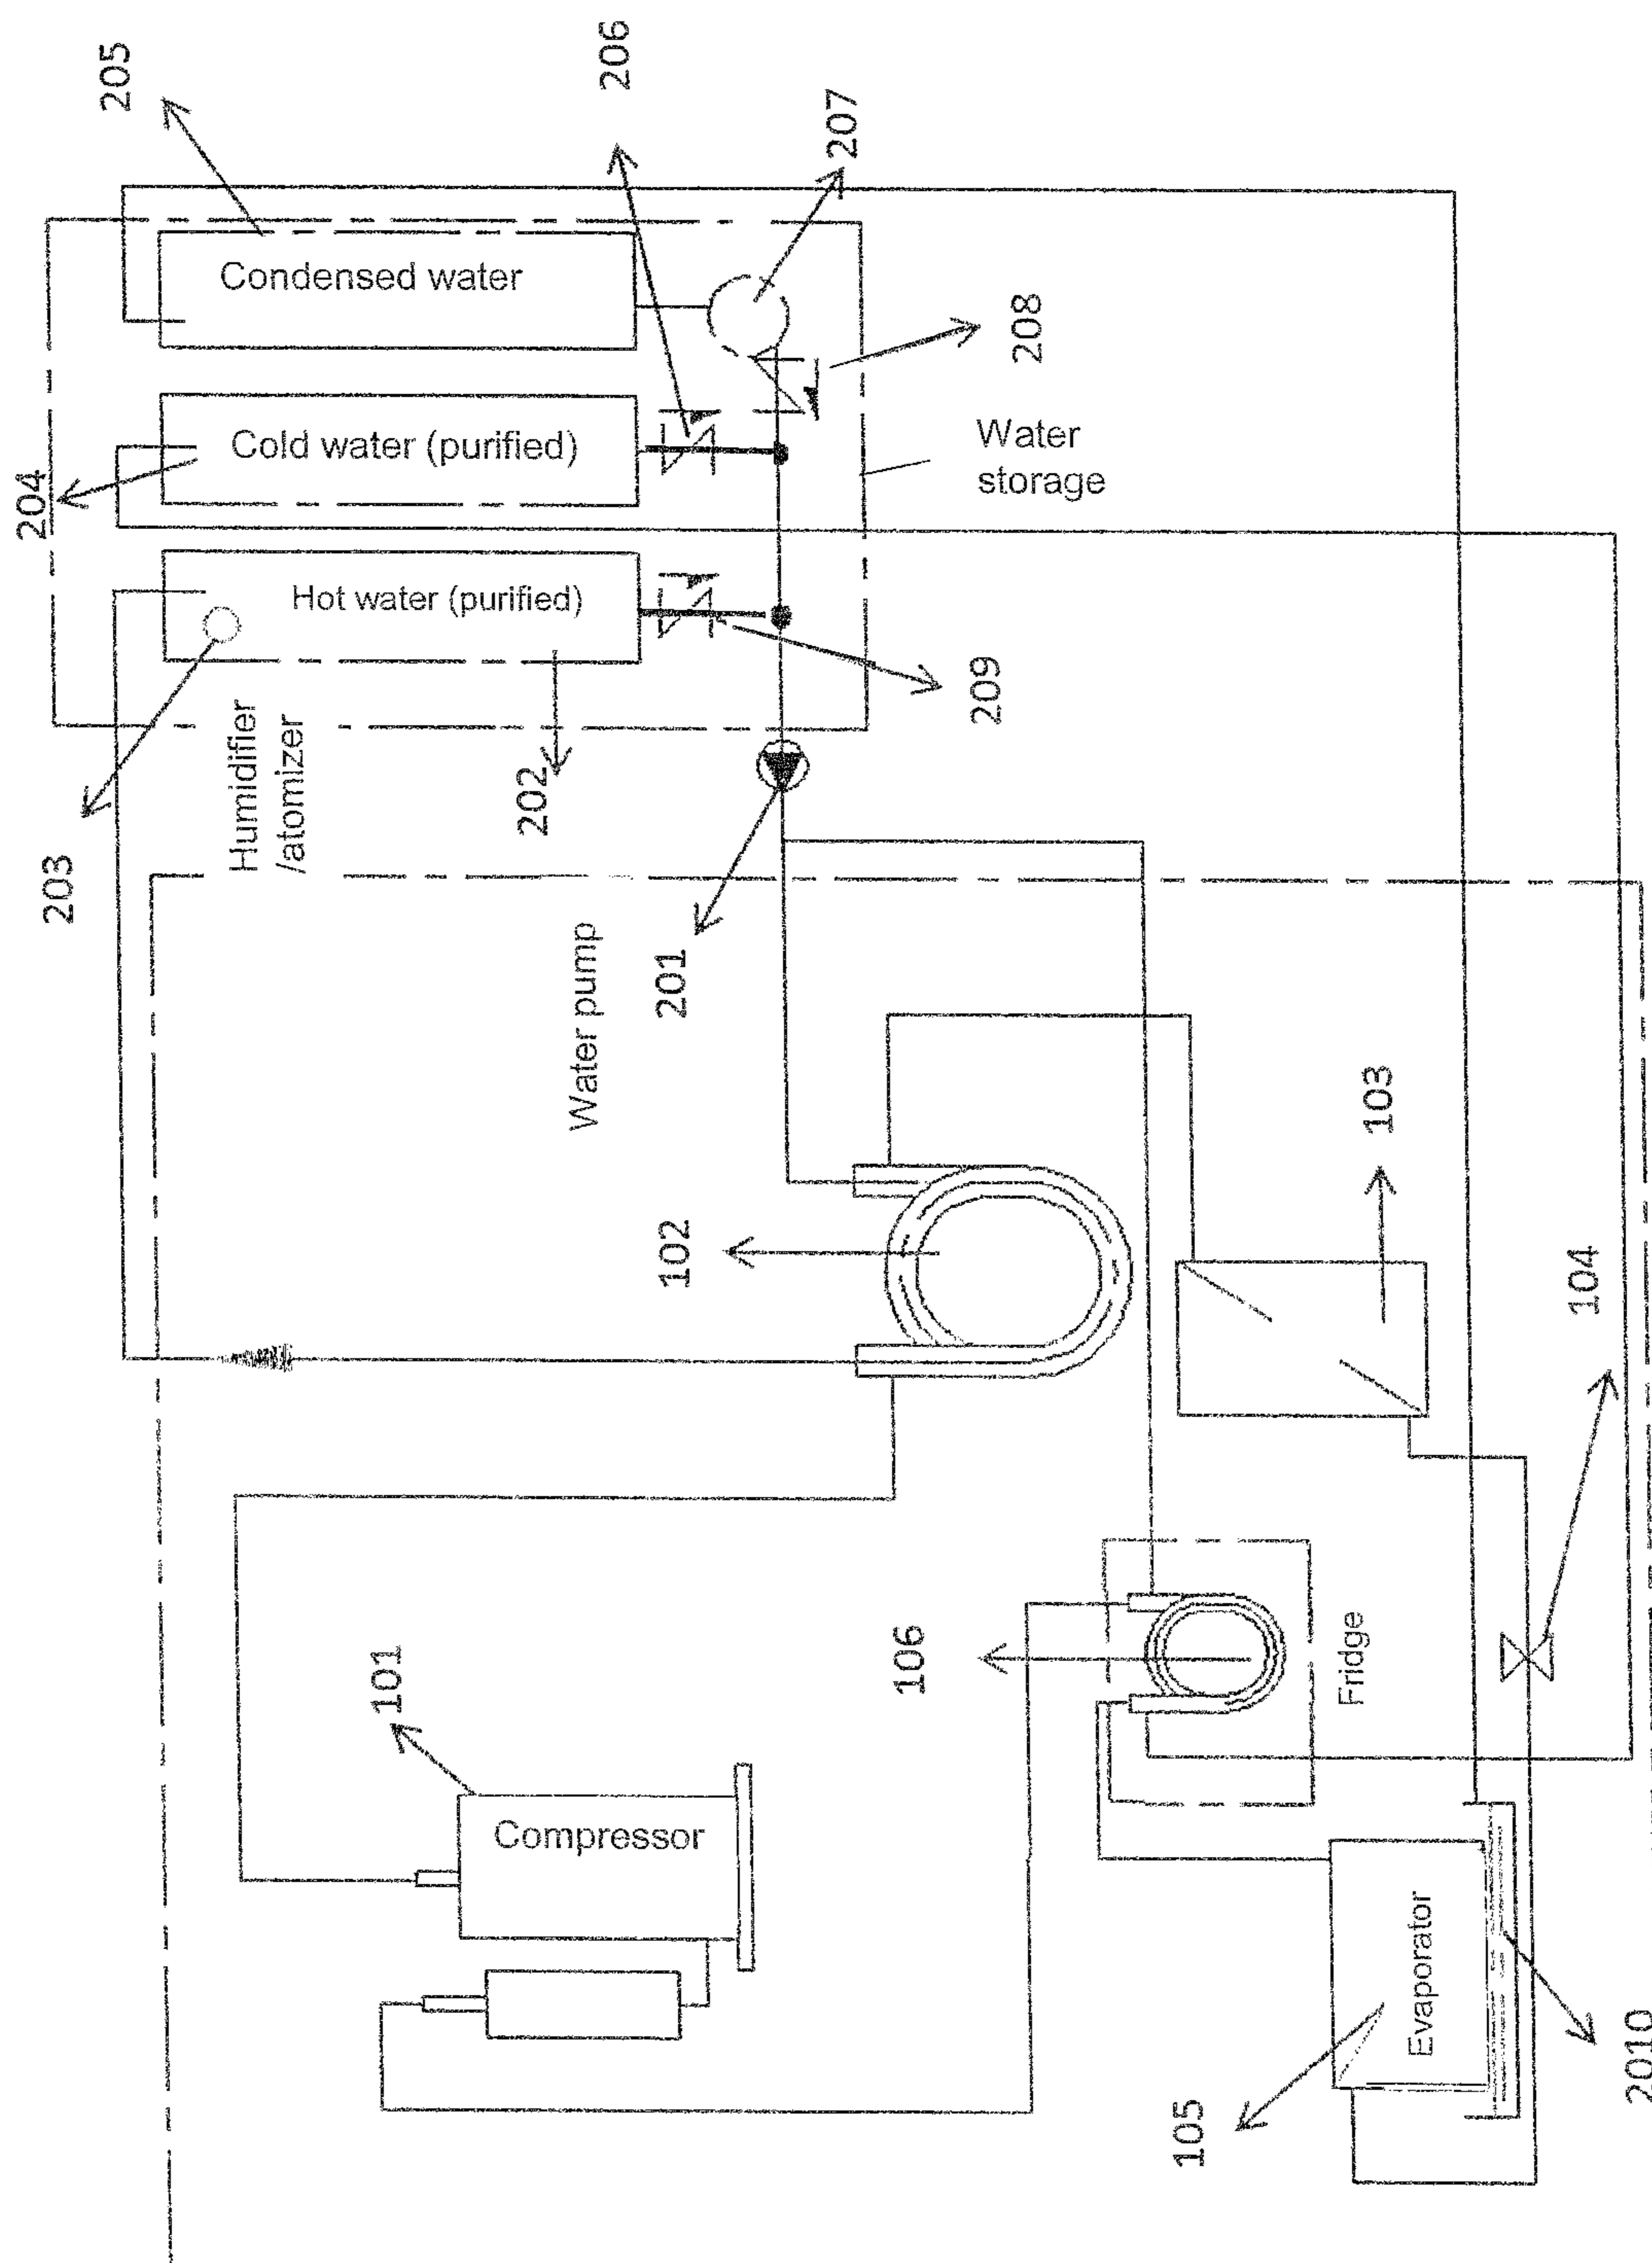 205
206
207
Condensed water
208
Cold water (purified)
204
Water
storage
Hot water (purified)
209
Humidifier
/atomizer
202
203
Water pump
201
102
103
104
106
Fridge
101
Compressor
Evaporator
105
2010